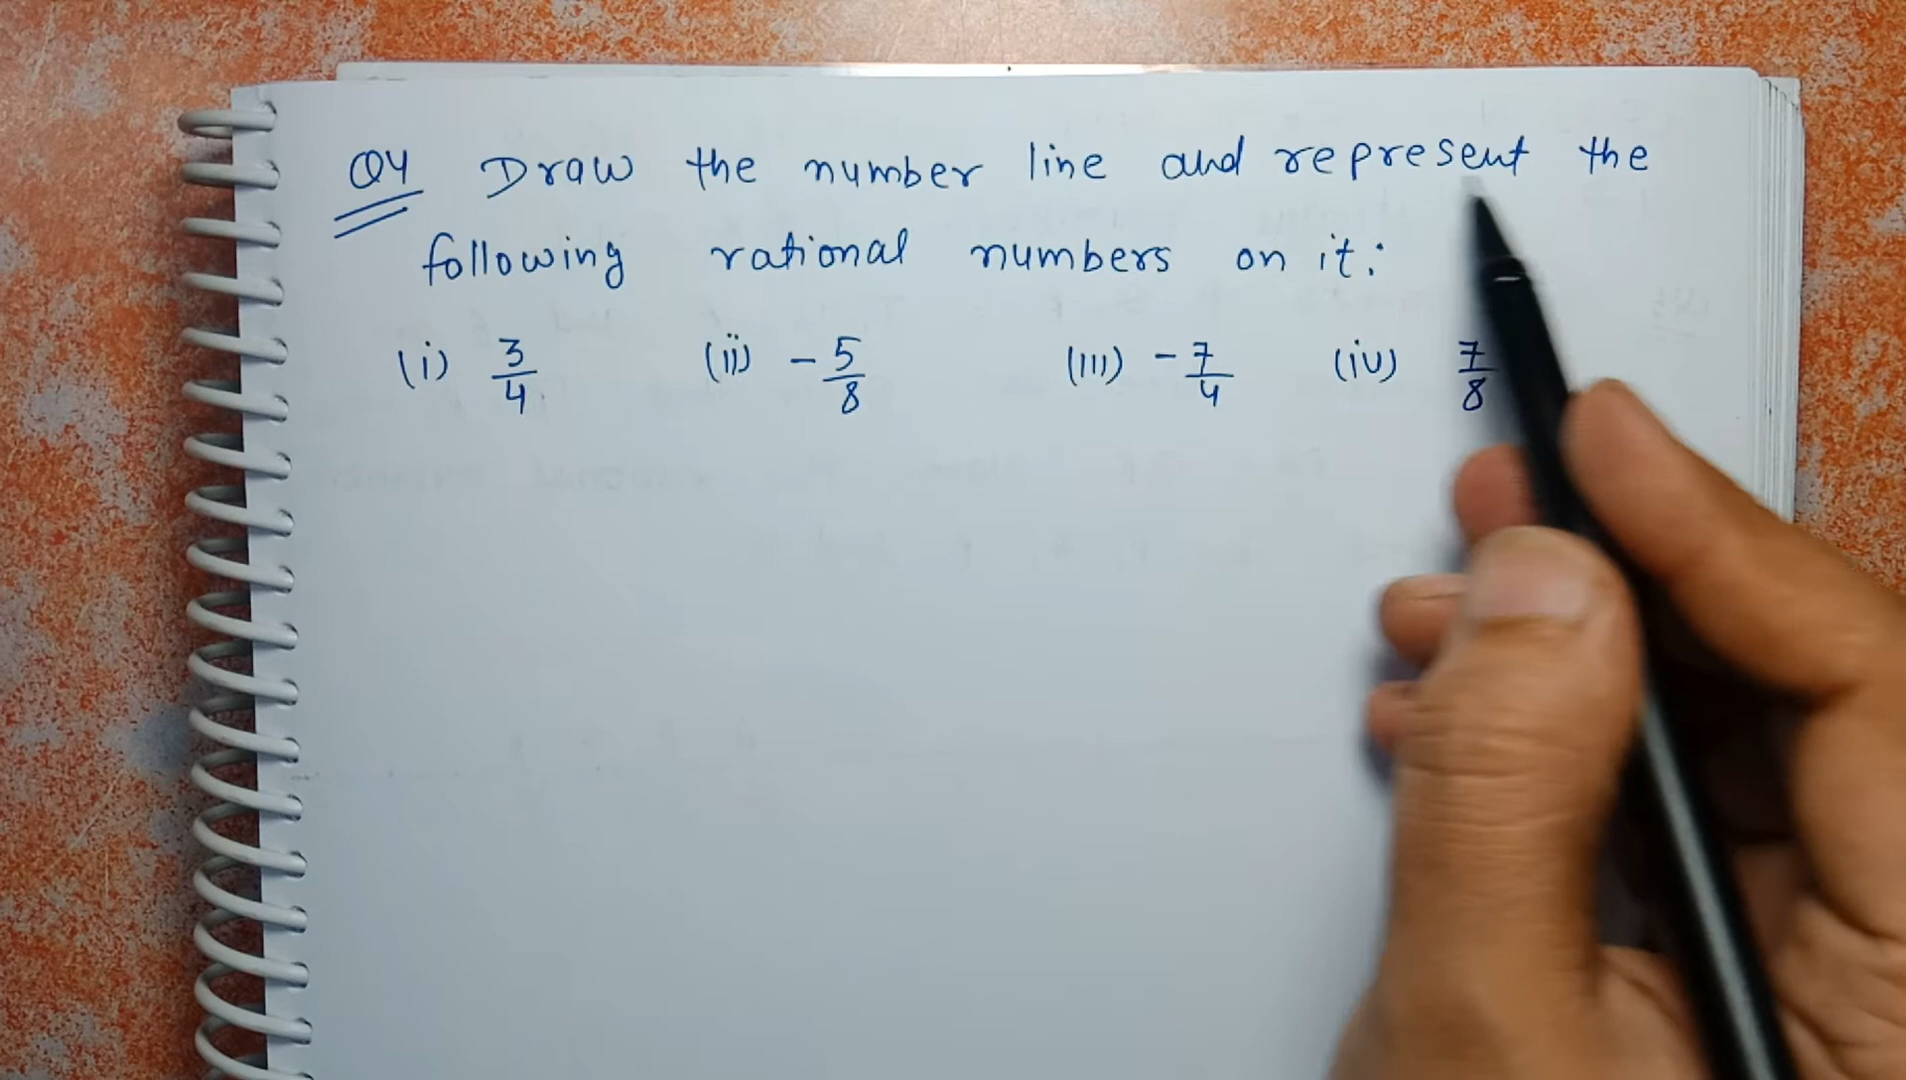 Q4 Draw the number line and represent the
following rational numbers on it:
(i) 3/4 (ii) -5/8 (iii) -7/4 (iv) 7/8